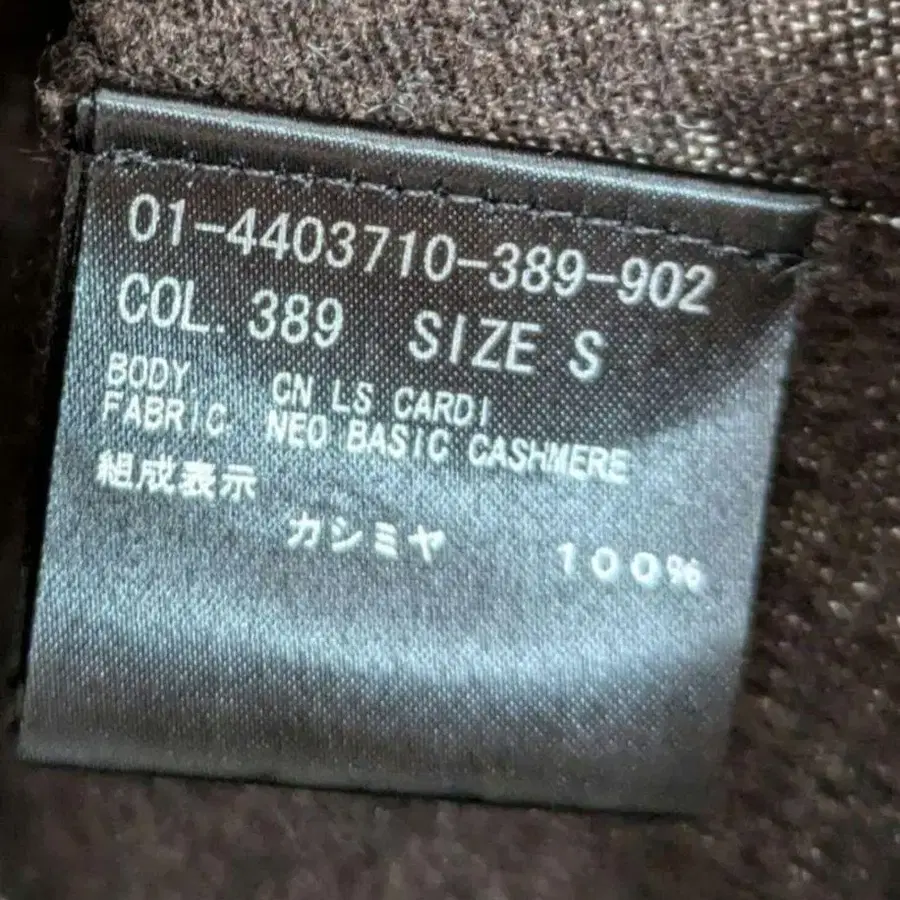 01-4403710-389-902
COL. 389 SIZE S
BODY CN LS CARDI
FABRIC NEO BASIC CASHMERE
組成表示
カシミヤ 100%